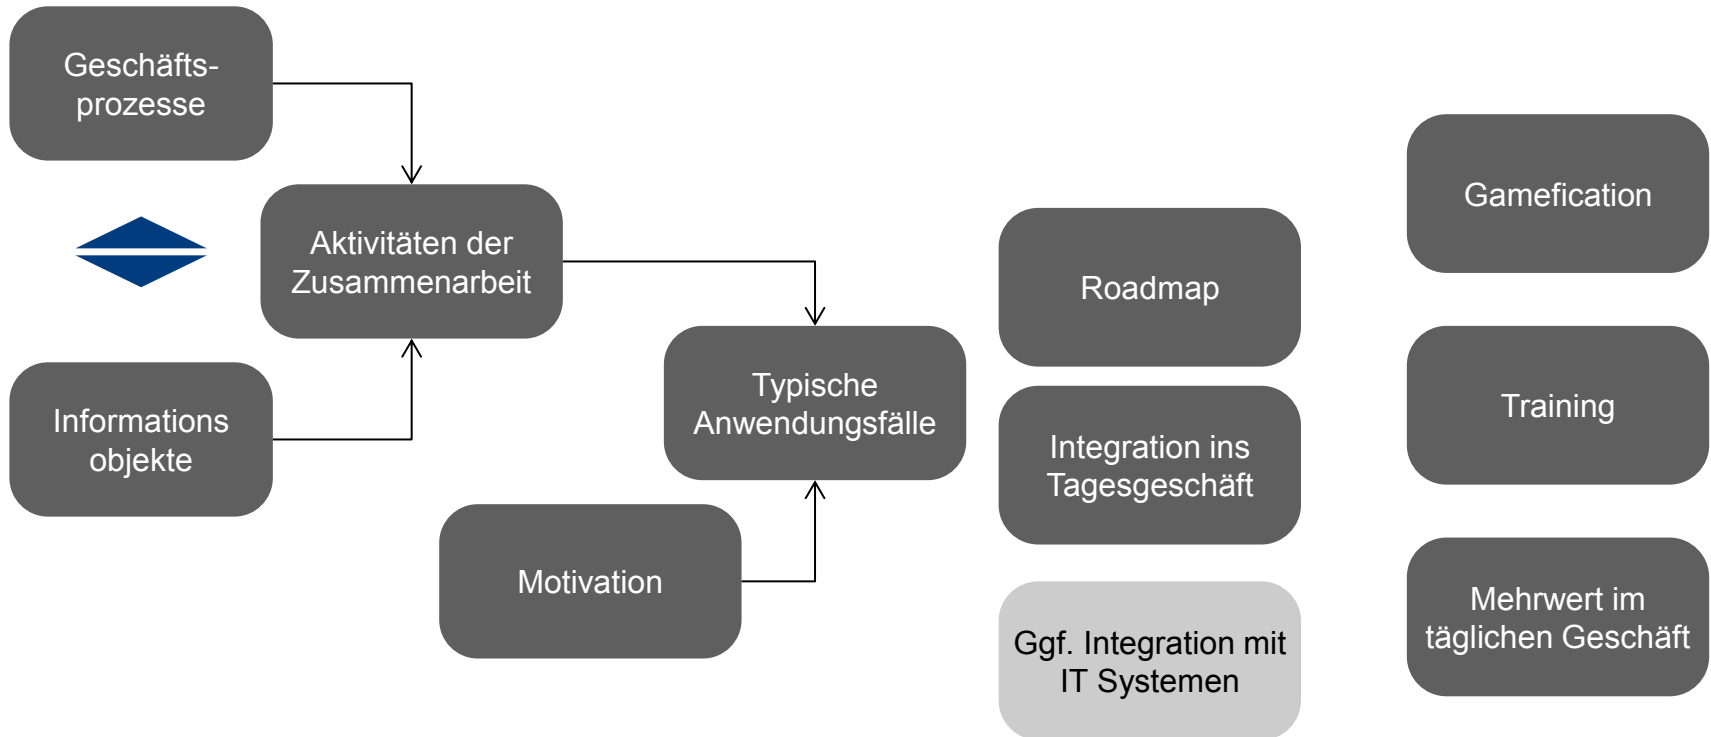 Geschäfts-
prozesse
Aktivitäten der
Zusammenarbeit
Informations
objekte
Typische
Anwendungsfälle
Motivation
Roadmap
Integration ins
Tagesgeschäft
Ggf. Integration mit
IT Systemen
Gamefication
Training
Mehrwert im
täglichen Geschäft